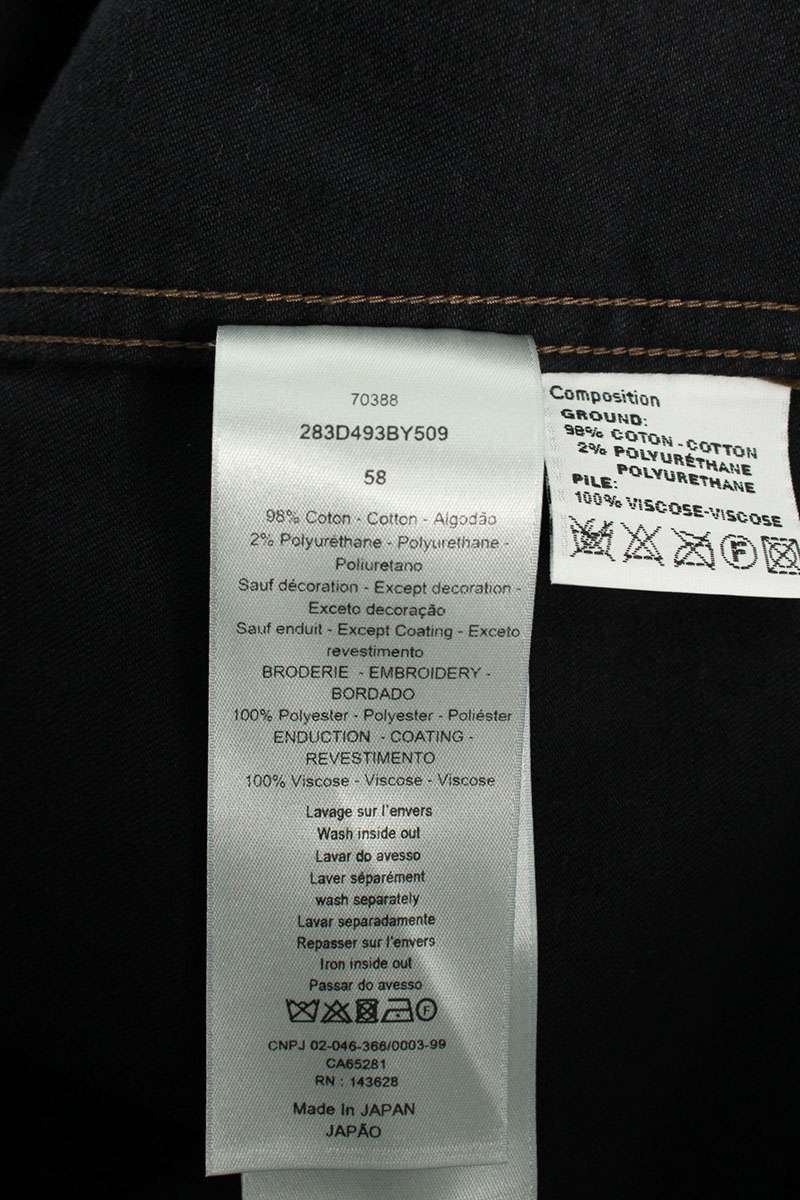 70388
283D493BY509
58
98% Coton - Cotton - Algodão
2% Polyuréthane - Polyurethane -
Poliuretano
Sauf décoration - Except decoration -
Exceto decoração
Sauf enduit - Except Coating - Exceto
revestimento
BRODERIE - EMBROIDERY -
BORDADO
100% Polyester - Polyester - Poliéster
ENDUCTION - COATING -
REVESTIMENTO
100% Viscose - Viscose - Viscose
Lavage sur l'envers
Wash inside out
Lavar do avesso
Laver séparément
wash separately
Lavar separadamente
Repasser sur l'envers
Iron inside out
Passar do avesso
F
CNPJ 02-046-366/0003-99
CA65281
RN : 143628
Made In JAPAN
JAPÃO
Composition
GROUND:
98% COTON - COTTON
2% POLYURÉTHANE
POLYURETHANE
PILE:
100% VISCOSE-VISCOSE
F